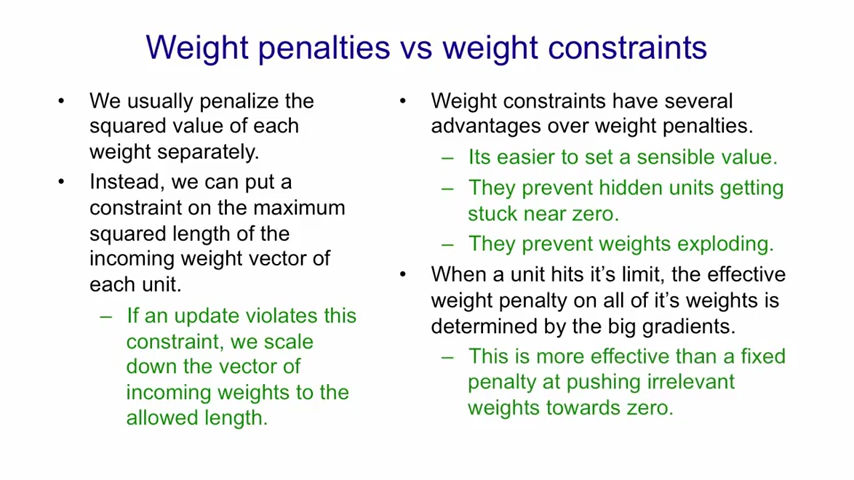 Weight penalties vs weight constraints
• We usually penalize the
squared value of each
weight separately.
• Instead, we can put a
constraint on the maximum
squared length of the
incoming weight vector of
each unit.
– If an update violates this
constraint, we scale
down the vector of
incoming weights to the
allowed length.
• Weight constraints have several
advantages over weight penalties.
– Its easier to set a sensible value.
– They prevent hidden units getting
stuck near zero.
– They prevent weights exploding.
• When a unit hits it’s limit, the effective
weight penalty on all of it’s weights is
determined by the big gradients.
– This is more effective than a fixed
penalty at pushing irrelevant
weights towards zero.